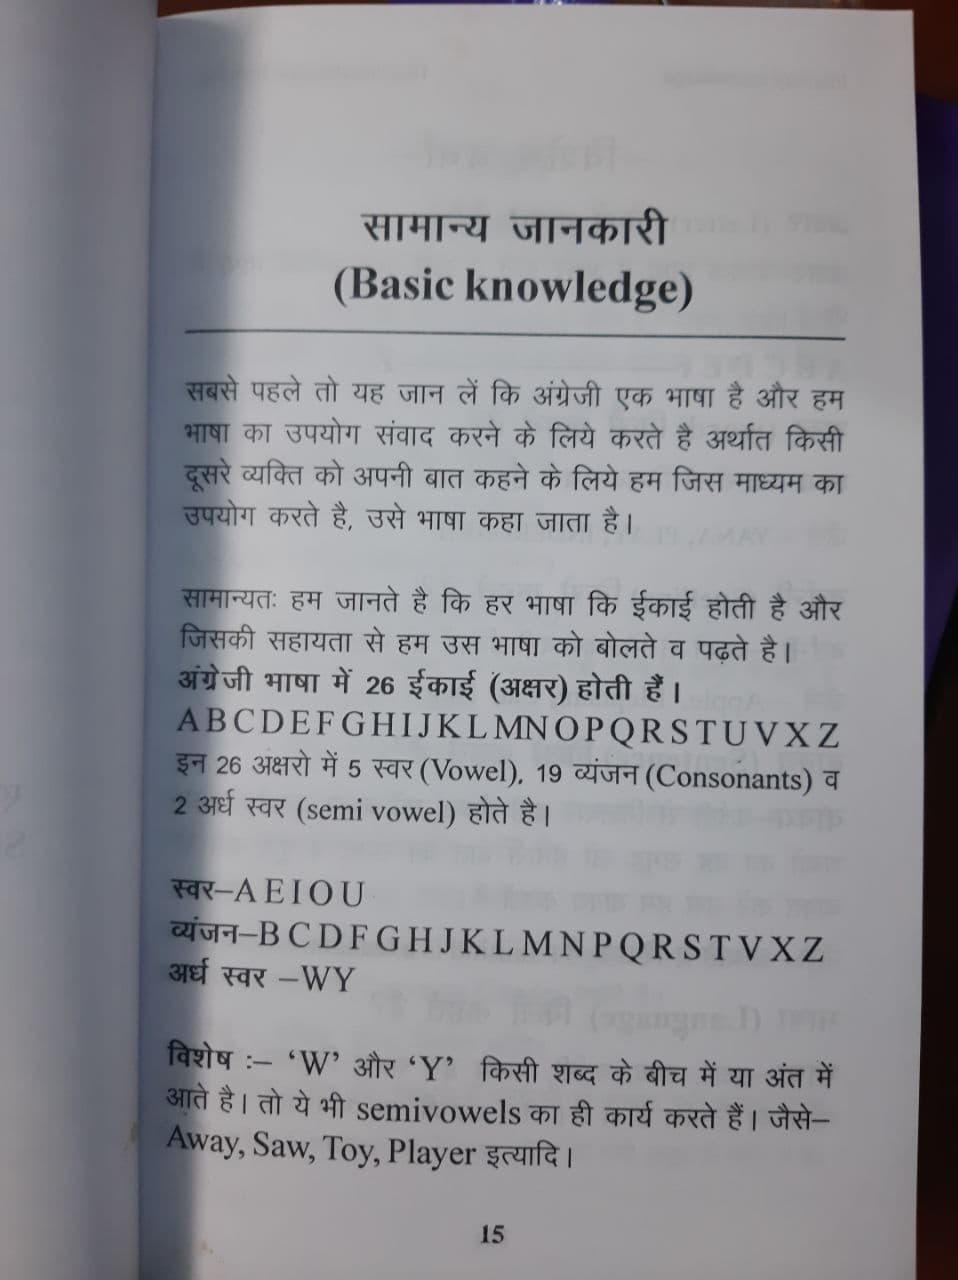 सामान्य जानकारी
(Basic knowledge)
सबसे पहले तो यह जान लें कि अंग्रेजी एक भाषा है और हम
भाषा का उपयोग संवाद करने के लिये करते है अर्थात किसी
दूसरे व्यक्ति को अपनी बात कहने के लिये हम जिस माध्यम का
उपयोग करते है, उसे भाषा कहा जाता है।
सामान्यतः हम जानते है कि हर भाषा कि ईकाई होती है और
जिसकी सहायता से हम उस भाषा को बोलते व पढ़ते है।
अंग्रेजी भाषा में 26 ईकाई (अक्षर) होती हैं।
A B C D E F G H I J K L M N O P Q R S T U V X Z
इन 26 अक्षरो में 5 स्वर (Vowel), 19 व्यंजन (Consonants) व
2 अर्ध स्वर (semi vowel) होते है।
स्वर–A E I O U
व्यंजन–B C D F G H J K L M N P Q R S T V X Z
अर्ध स्वर –WY
विशेष :– ‘W’ और ‘Y’ किसी शब्द के बीच में या अंत में
आते है। तो ये भी semivowels का ही कार्य करते हैं। जैसे–
Away, Saw, Toy, Player इत्यादि।
15